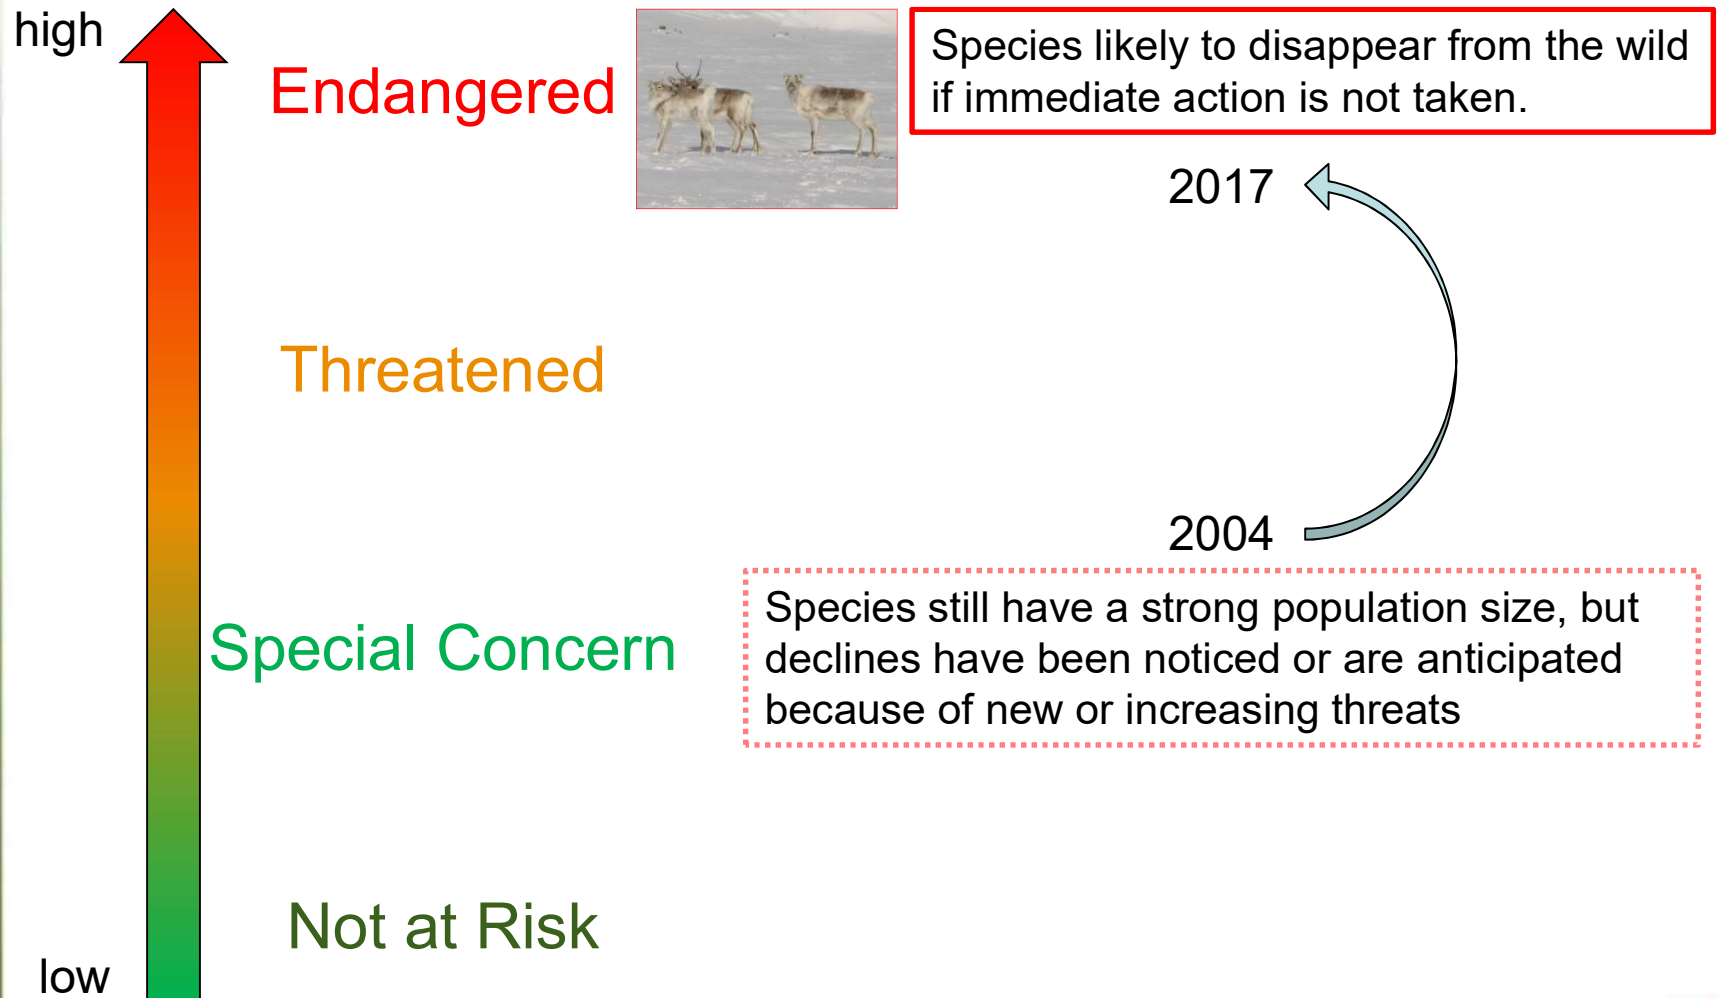 high
Endangered
Species likely to disappear from the wild
if immediate action is not taken.
2017
Threatened
2004
Special Concern
Species still have a strong population size, but
declines have been noticed or are anticipated
because of new or increasing threats
Not at Risk
low